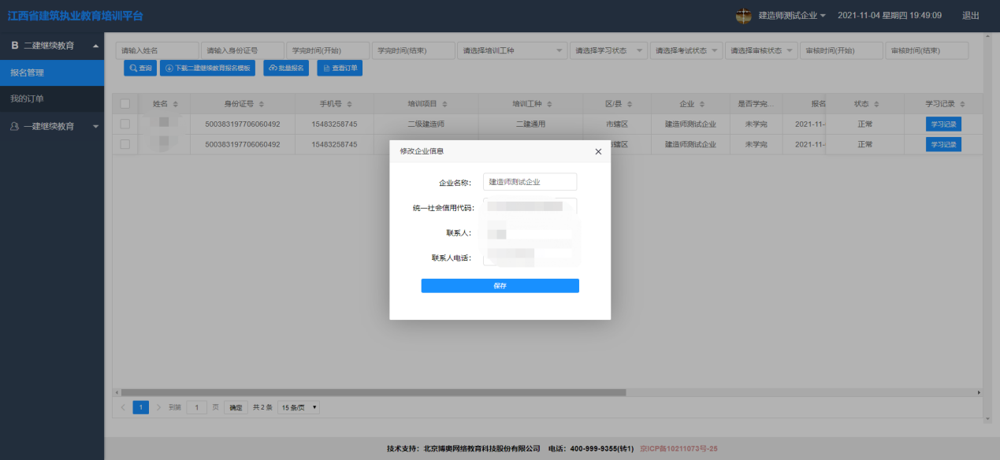 江西省建筑执业教育培训平台
建造师测试企业 2021-11-04 星期四 19:49:09 退出
B 二建继续教育
报名管理
我的订单
一建继续教育
请输入姓名 请输入身份证号 学完时间(开始) 学完时间(结束) 请选择培训工种 请选择学习状态 请选择考试状态 请选择审核状态 审核时间(开始) 审核时间(结束)
查询 下载二建继续教育报名模板 批量报名 查看订单
姓名 身份证号 手机号 培训项目 培训工种 区/县 企业 是否学完... 报名 状态 学习记录
500383197706060492 15483258745 二级建造师 二建通用 市辖区 建造师测试企业 未学完 2021-11- 正常 学习记录
500383197706060492 15483258745 辖区 建造师测试企业 未学完 2021-11- 正常 学习记录
修改企业信息
企业名称： 建造师测试企业
统一社会信用代码：
联系人：
联系人电话：
保存
1 到第 1 页 确定 共 2 条 15 条/页
技术支持：北京博奥网络教育科技股份有限公司 电话：400-999-9355(转1) 京ICP备10211073号-25